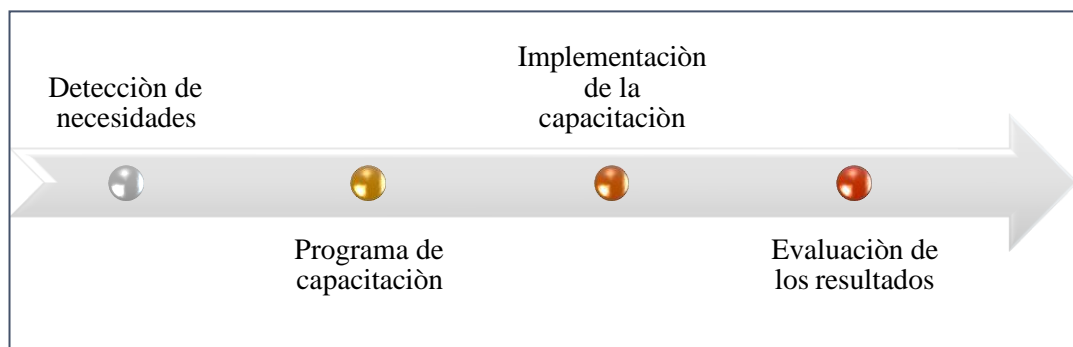 Detecciòn de
necesidades
Programa de
capacitaciòn
Implementaciòn
de la
capacitaciòn
Evaluaciòn de
los resultados